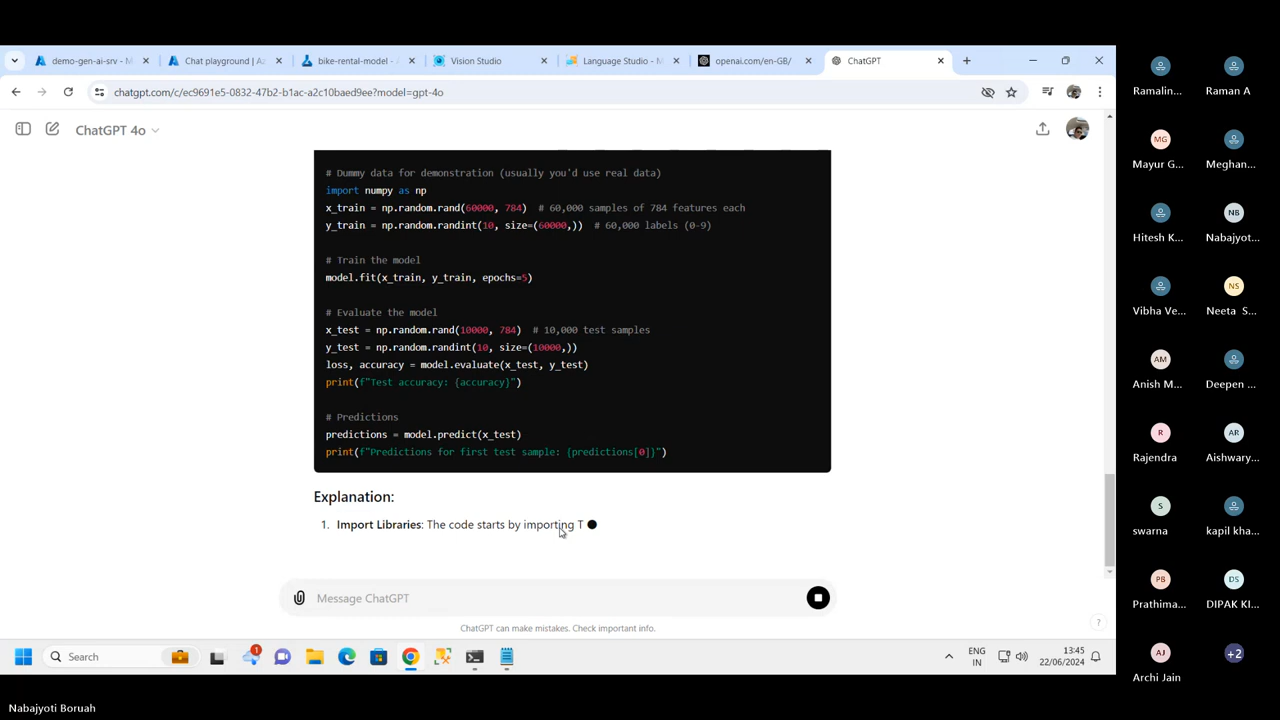 demo-gen-ai-srv - M
Chat playground | Az
bike-rental-model - A
Vision Studio
Language Studio - M
openai.com/en-GB/
ChatGPT
chatgpt.com/c/ec9691e5-0832-47b2-b1ac-a2c10baed9ee?model=gpt-4o
ChatGPT 4o
# Dummy data for demonstration (usually you'd use real data)
import numpy as np
x_train = np.random.rand(60000, 784)  # 60,000 samples of 784 features each
y_train = np.random.randint(10, size=(60000,))  # 60,000 labels (0-9)
# Train the model
model.fit(x_train, y_train, epochs=5)
# Evaluate the model
x_test = np.random.rand(10000, 784)  # 10,000 test samples
y_test = np.random.randint(10, size=(10000,))
loss, accuracy = model.evaluate(x_test, y_test)
print(f"Test accuracy: {accuracy}")
# Predictions
predictions = model.predict(x_test)
print(f"Predictions for first test sample: {predictions[0]}")
Explanation:
1. Import Libraries: The code starts by importing T
Message ChatGPT
ChatGPT can make mistakes. Check important info.
?
Search
1
ENG
IN
13:45
22/06/2024
Nabajyoti Boruah
Ramalin...
Raman A
MG
Mayur G...
Meghan...
Hitesh K...
NB
Nabajyot...
Vibha Ve...
NS
Neeta S...
AM
Anish M...
Deepen ...
R
Rajendra
AR
Aishwary...
S
swarna
kapil kha...
PB
Prathima...
DS
DIPAK KI...
AJ
Archi Jain
+2